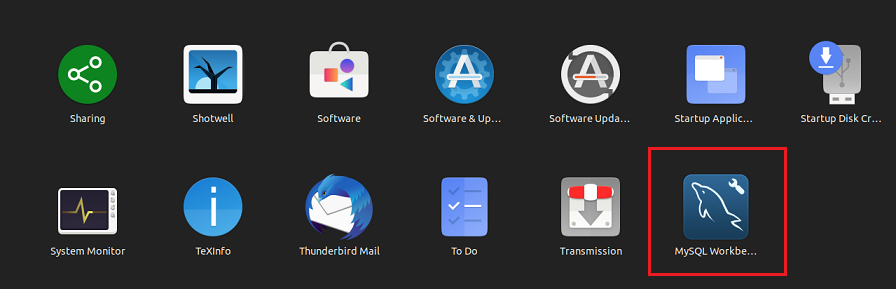 Sharing
Shotwell
Software
Software & Up...
Software Upda...
Startup Applic...
Startup Disk Cr...
System Monitor
TeXInfo
Thunderbird Mail
To Do
Transmission
MySQL Workbe...